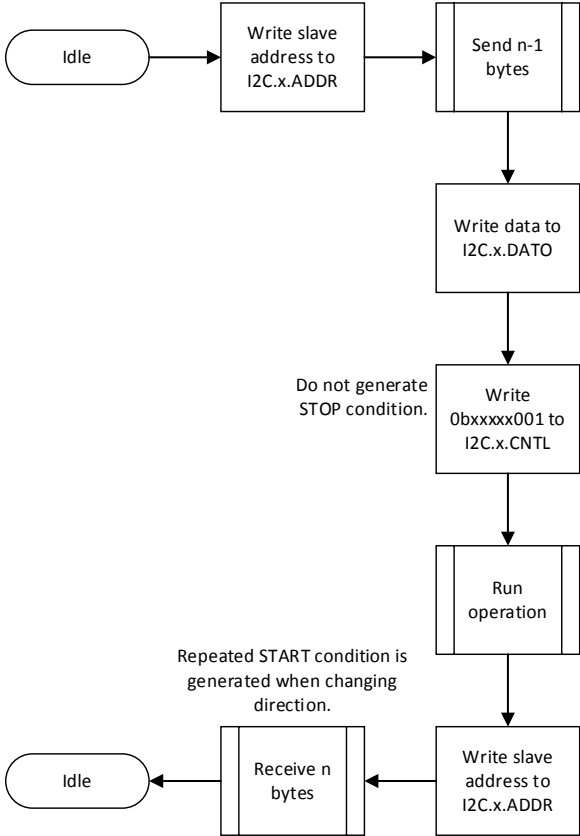 Idle
Write slave
address to
I2C.x.ADDR
Send n-1
bytes
Write data to
I2C.x.DATO
Do not generate
STOP condition.
Write
0bxxxxx001 to
I2C.x.CNTL
Run
operation
Repeated START condition is
generated when changing
direction.
Write slave
address to
I2C.x.ADDR
Receive n
bytes
Idle